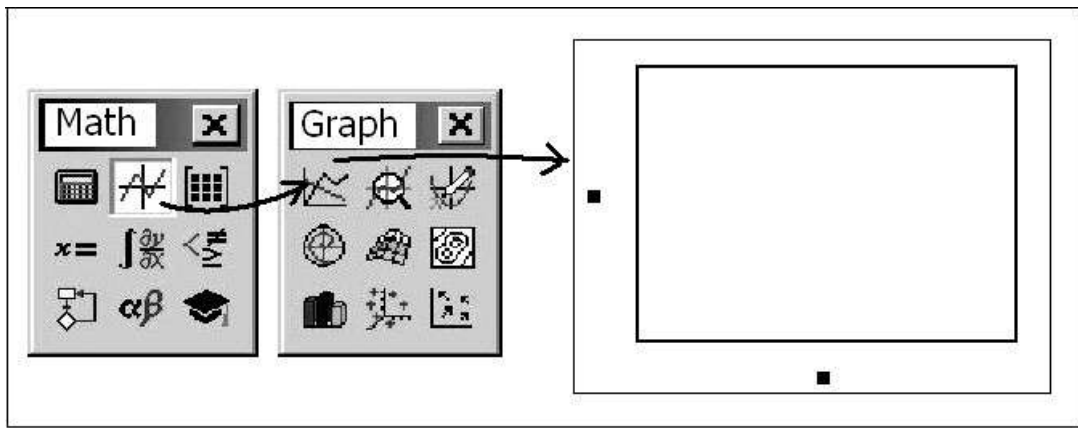 Math
Graph
x=
∫ ∂y/∂x
< ≠ ≥
αβ